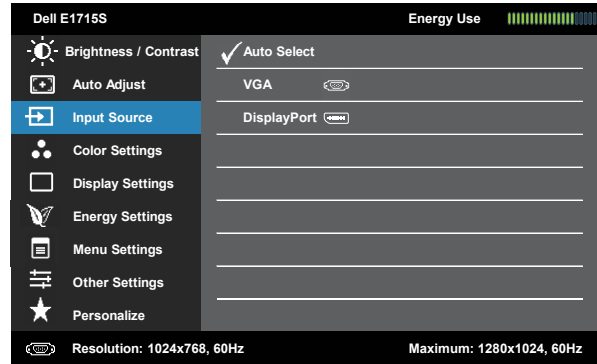 Dell E1715S Energy Use
Brightness / Contrast Auto Select
Auto Adjust VGA
Input Source DisplayPort
Color Settings
Display Settings
Energy Settings
Menu Settings
Other Settings
Personalize
Resolution: 1024x768, 60Hz Maximum: 1280x1024, 60Hz